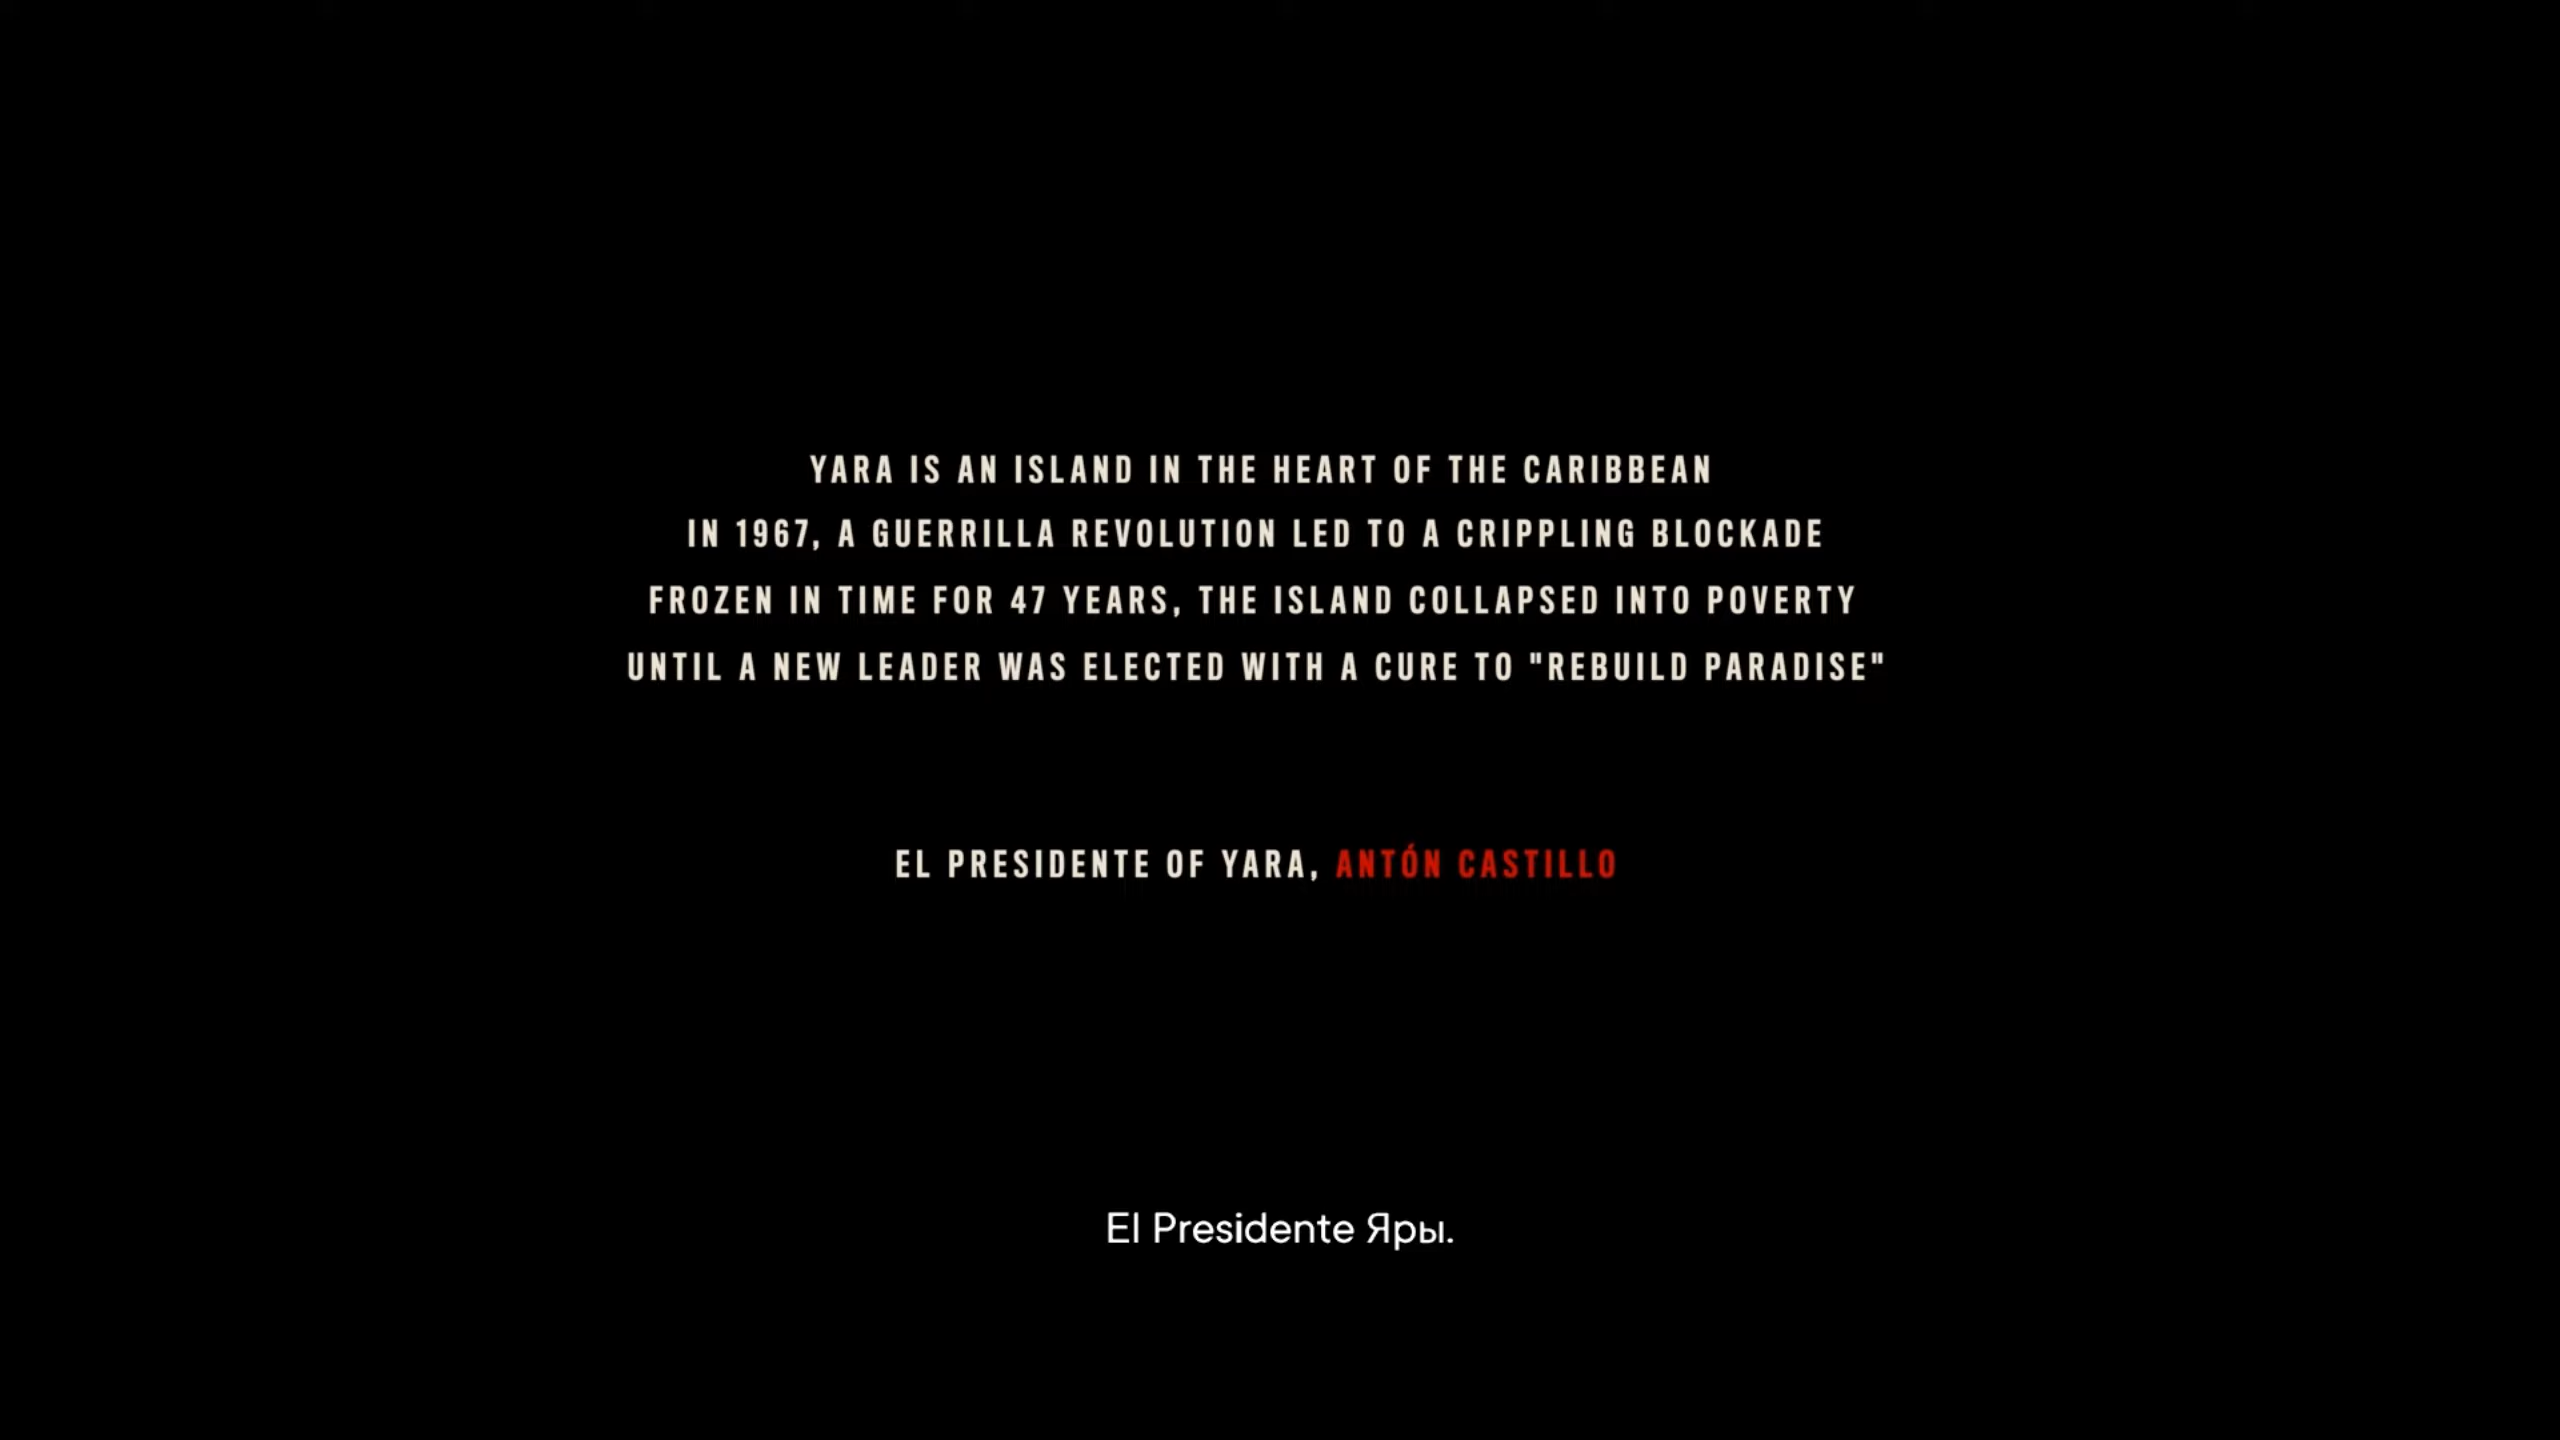 YARA IS AN ISLAND IN THE HEART OF THE CARIBBEAN
IN 1967, A GUERRILLA REVOLUTION LED TO A CRIPPLING BLOCKADE
FROZEN IN TIME FOR 47 YEARS, THE ISLAND COLLAPSED INTO POVERTY
UNTIL A NEW LEADER WAS ELECTED WITH A CURE TO "REBUILD PARADISE"
EL PRESIDENTE OF YARA, ANTÓN CASTILLO
El Presidente Яры.